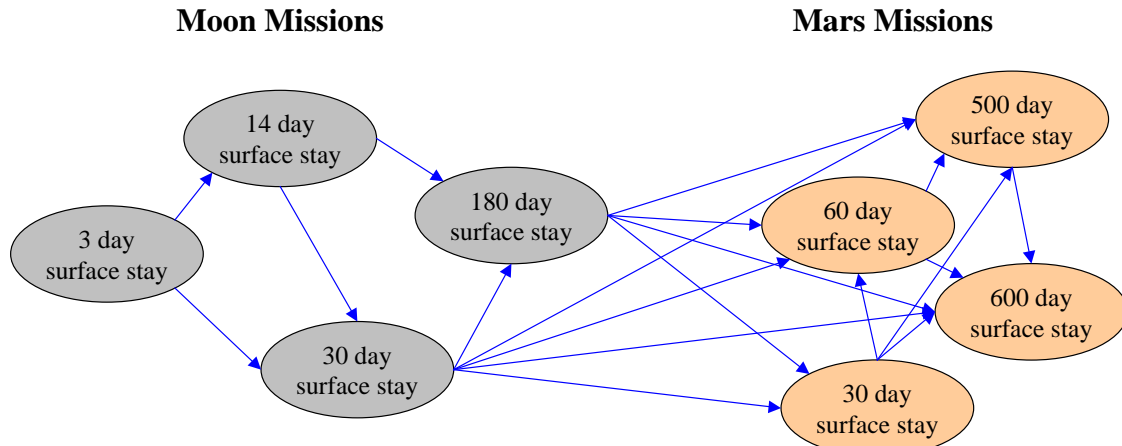 Moon Missions
Mars Missions
14 day
surface stay
3 day
surface stay
180 day
surface stay
30 day
surface stay
500 day
surface stay
60 day
surface stay
600 day
surface stay
30 day
surface stay